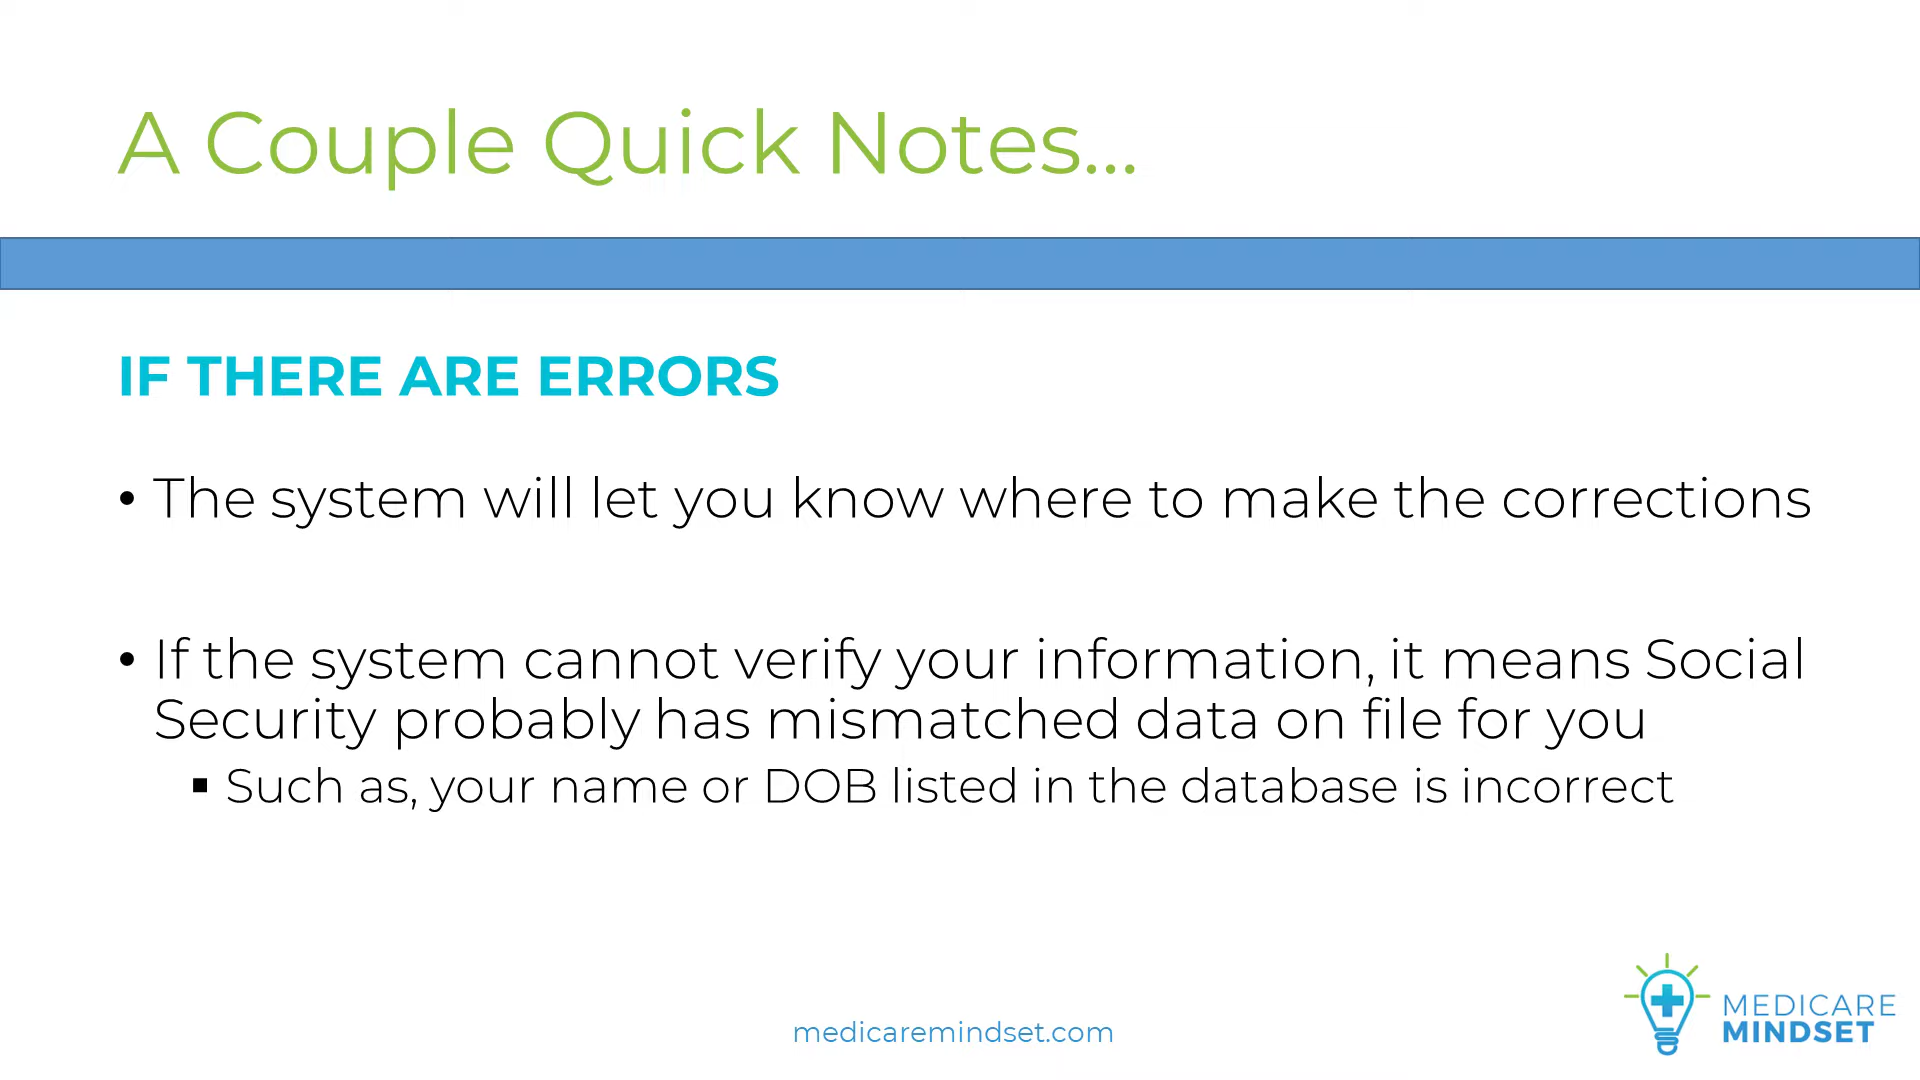 A Couple Quick Notes...
IF THERE ARE ERRORS
• The system will let you know where to make the corrections
• If the system cannot verify your information, it means Social
Security probably has mismatched data on file for you
▪ Such as, your name or DOB listed in the database is incorrect
medicaremindset.com
MEDICARE
MINDSET